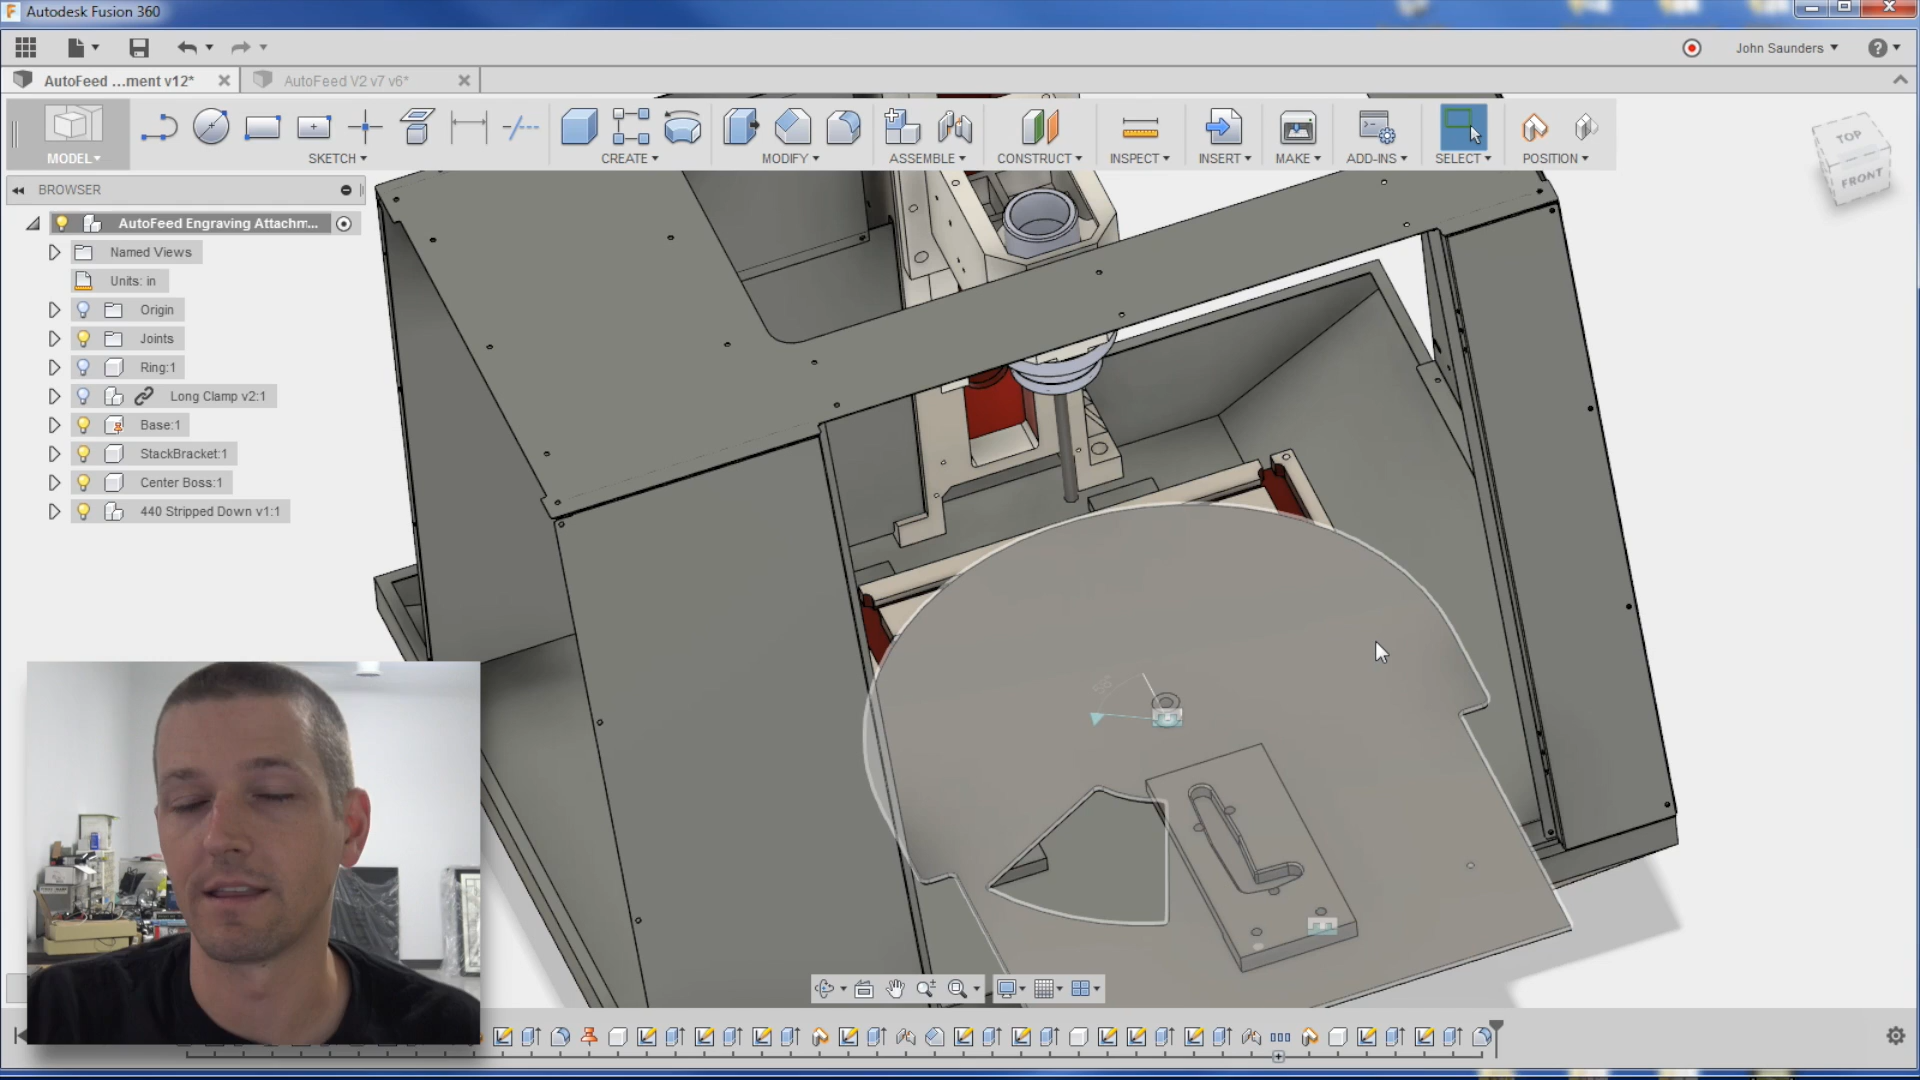 Autodesk Fusion 360
John Saunders
AutoFeed ...ment v12*
AutoFeed V2 v7 v6*
MODEL
SKETCH
CREATE
MODIFY
ASSEMBLE
CONSTRUCT
INSPECT
INSERT
MAKE
ADD-INS
SELECT
POSITION
TOP
FRONT
BROWSER
AutoFeed Engraving Attachm...
Named Views
Units: in
Origin
Joints
Ring:1
Long Clamp v2:1
Base:1
StackBracket:1
Center Boss:1
440 Stripped Down v1:1